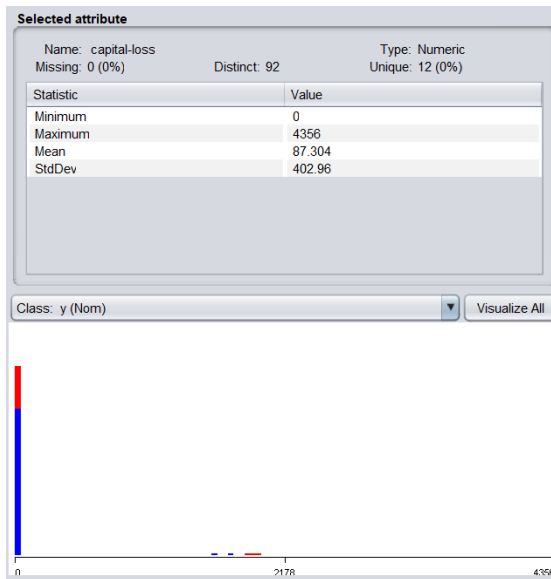 Selected attribute
Name: capital-loss Type: Numeric
Missing: 0 (0%) Distinct: 92 Unique: 12 (0%)
Statistic Value
Minimum 0
Maximum 4356
Mean 87.304
StdDev 402.96
Class: y (Nom) Visualize All
0 2178 4356